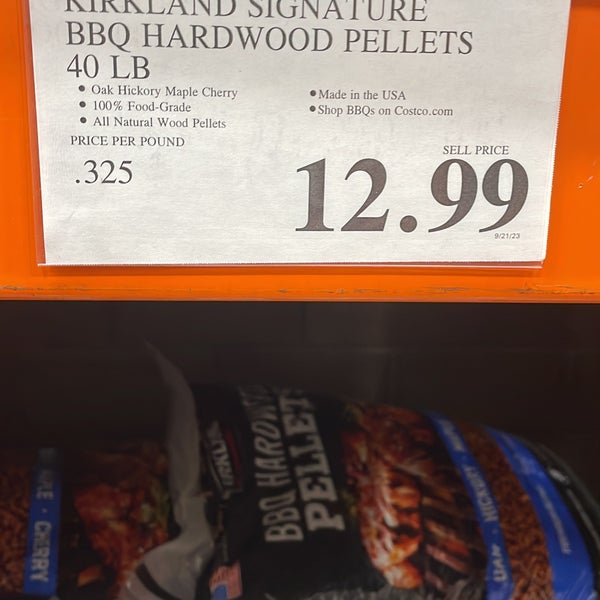 KIRKLAND SIGNATURE
BBQ HARDWOOD PELLETS
40 LB
• Oak Hickory Maple Cherry
• 100% Food-Grade
• All Natural Wood Pellets
• Made in the USA
• Shop BBQs on Costco.com
PRICE PER POUND
.325
SELL PRICE
12.99
9/21/23
CHERRY
BBQ HARDWO
PELLETS
OAK · HICKORY